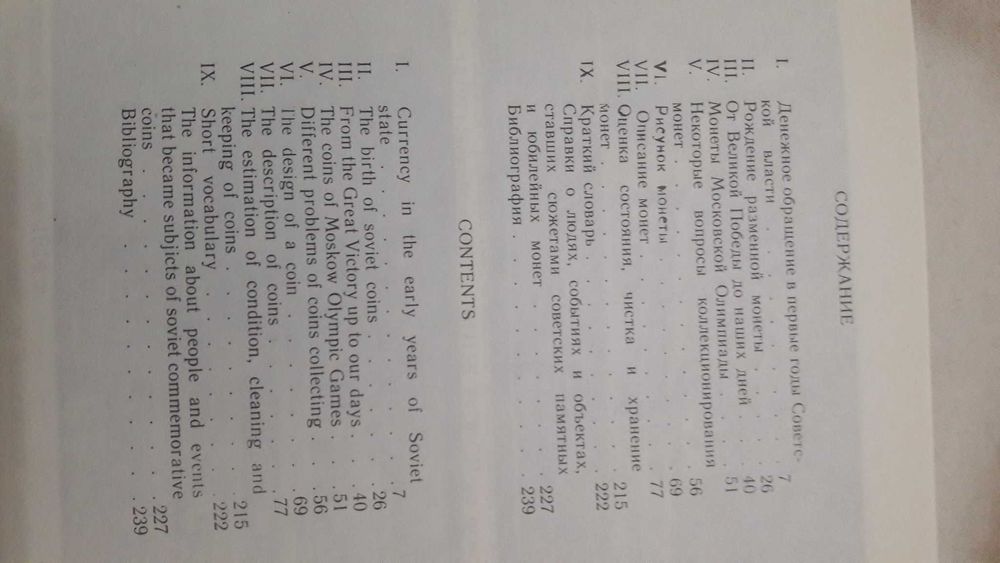 СОДЕРЖАНИЕ
I. Денежное обращение в первые годы Советс-
кой власти . . . . . . . . 7
II. Рождение разменной монеты . . . . 26
III. От Великой Победы до наших дней . . 40
IV. Монеты Московской Олимпиады . . . 51
V. Некоторые вопросы коллекционирования
монет . . . . . . . . . 56
VI. Рисунок монеты . . . . . . 69
VII. Описание монет . . . . . . 77
VIII. Оценка состояния, чистка и хранение
монет . . . . . . . . . 215
IX. Краткий словарь . . . . . . 222
Справки о людях, событиях и объектах,
ставших сюжетами советских памятных
и юбилейных монет . . . . . 227
Библиография . . . . . . . 239
CONTENTS
I. Currency in the early years of Soviet
state . . . . . . . . . 7
II. The birth of soviet coins . . . . 26
III. From the Great Victory up to our days . . 40
IV. The coins of Moskow Olympic Games . . 51
V. Different problems of coins collecting . . 56
VI. The design of a coin . . . . . 69
VII. The description of coins . . . . 77
VIII. The estimation of condition, cleaning and
keeping of coins . . . . . . 215
IX. Short vocabulary . . . . . . 222
The information about people and events
that became subjicts of soviet commemorative
coins . . . . . . . . . 227
Bibliography . . . . . . . 239